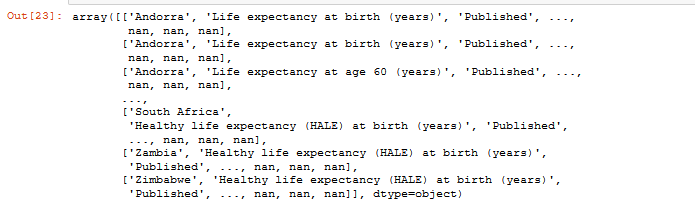 Out[23]: array([['Andorra', 'Life expectancy at birth (years)', 'Published', ...,
nan, nan, nan],
['Andorra', 'Life expectancy at birth (years)', 'Published', ...,
nan, nan, nan],
['Andorra', 'Life expectancy at age 60 (years)', 'Published', ...,
nan, nan, nan],
...,
['South Africa',
'Healthy life expectancy (HALE) at birth (years)', 'Published',
..., nan, nan, nan],
['Zambia', 'Healthy life expectancy (HALE) at birth (years)',
'Published', ..., nan, nan, nan],
['Zimbabwe', 'Healthy life expectancy (HALE) at birth (years)',
'Published', ..., nan, nan, nan]], dtype=object)